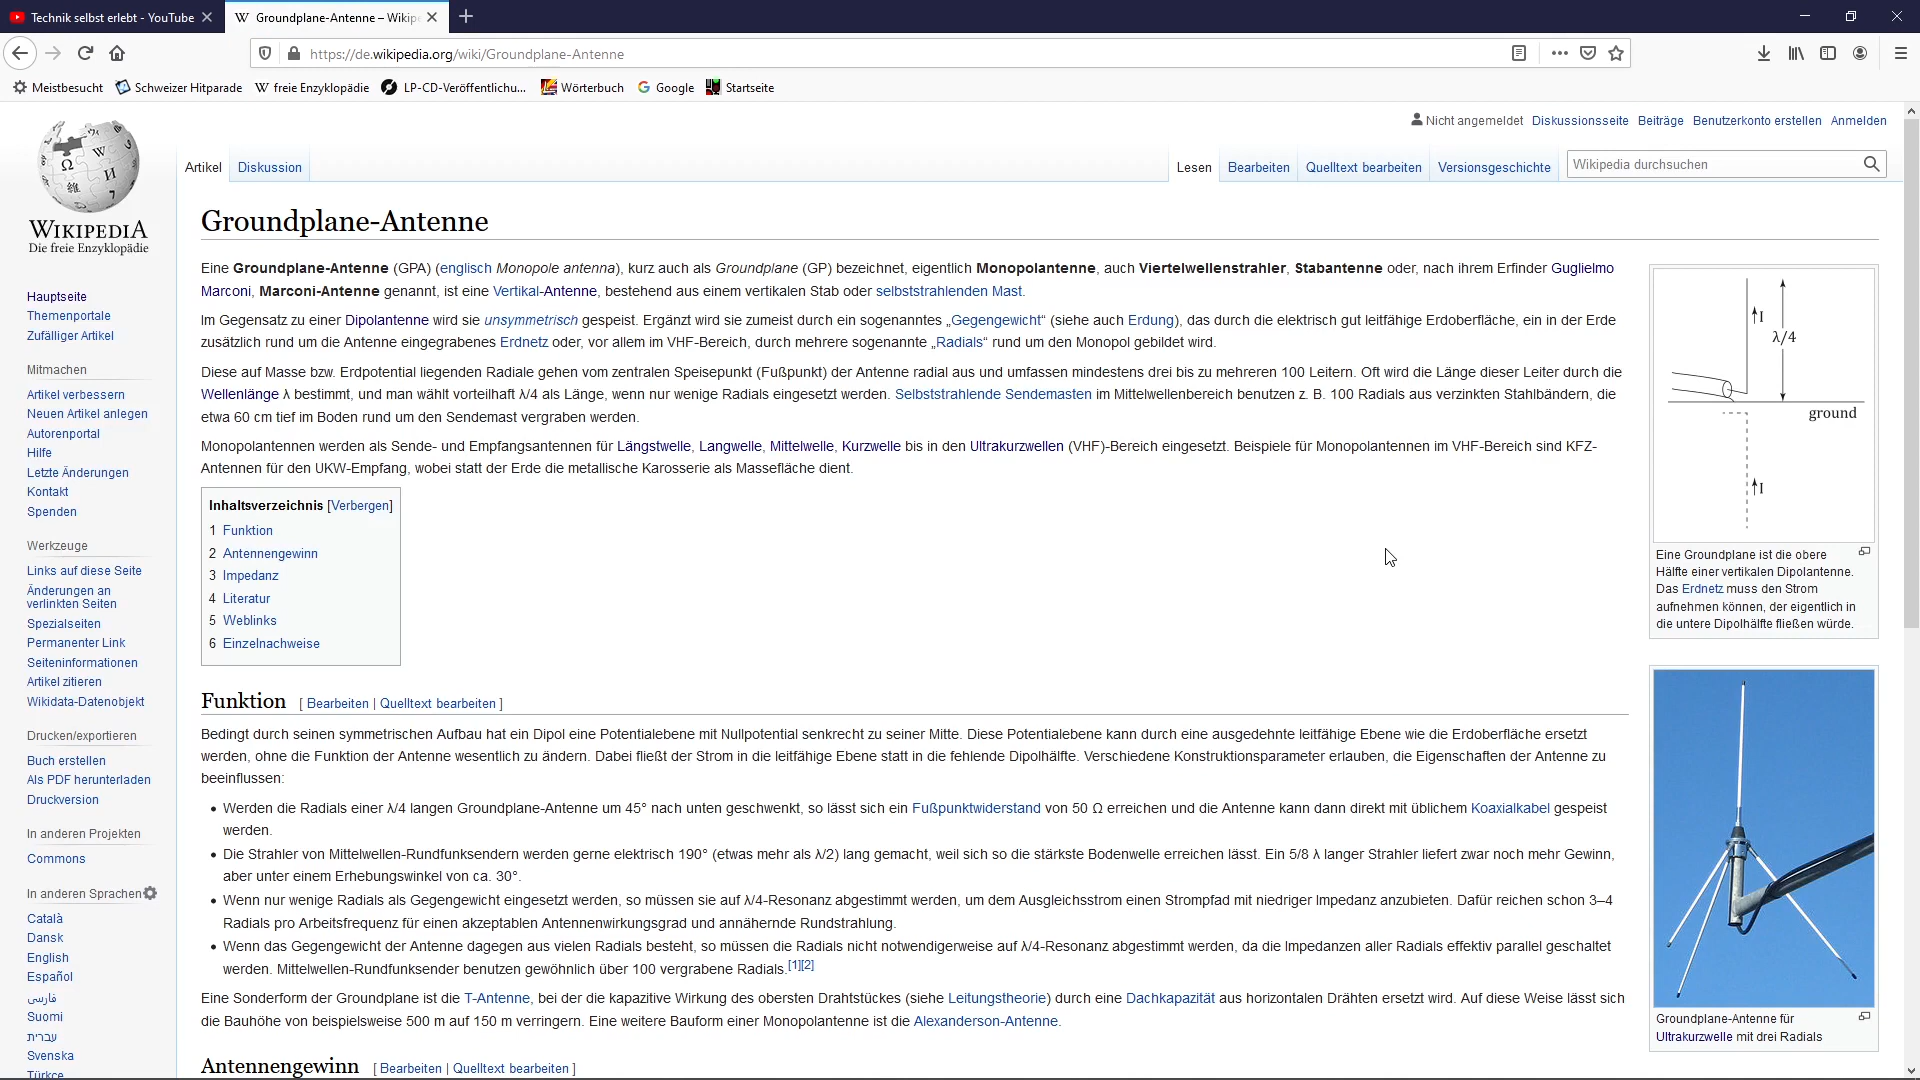 Technik selbst erlebt - YouTube
Groundplane-Antenne – Wikip
https://de.wikipedia.org/wiki/Groundplane-Antenne
Meistbesucht Schweizer Hitparade freie Enzyklopädie LP-CD-Veröffentlichu... Wörterbuch Google Startseite
Nicht angemeldet Diskussionsseite Beiträge Benutzerkonto erstellen Anmelden
Artikel Diskussion Lesen Bearbeiten Quelltext bearbeiten Versionsgeschichte Wikipedia durchsuchen
WIKIPEDIA
Die freie Enzyklopädie
Hauptseite
Themenportale
Zufälliger Artikel
Mitmachen
Artikel verbessern
Neuen Artikel anlegen
Autorenportal
Hilfe
Letzte Änderungen
Kontakt
Spenden
Werkzeuge
Links auf diese Seite
Änderungen an
verlinkten Seiten
Spezialseiten
Permanenter Link
Seiteninformationen
Artikel zitieren
Wikidata-Datenobjekt
Drucken/exportieren
Buch erstellen
Als PDF herunterladen
Druckversion
In anderen Projekten
Commons
In anderen Sprachen
Català
Dansk
English
Español
فارسی
Suomi
עברית
Svenska
Türkçe
Groundplane-Antenne
Eine Groundplane-Antenne (GPA) (englisch Monopole antenna), kurz auch als Groundplane (GP) bezeichnet, eigentlich Monopolantenne, auch Viertelwellenstrahler, Stabantenne oder, nach ihrem Erfinder Guglielmo
Marconi, Marconi-Antenne genannt, ist eine Vertikal-Antenne, bestehend aus einem vertikalen Stab oder selbststrahlenden Mast.
Im Gegensatz zu einer Dipolantenne wird sie unsymmetrisch gespeist. Ergänzt wird sie zumeist durch ein sogenanntes „Gegengewicht“ (siehe auch Erdung), das durch die elektrisch gut leitfähige Erdoberfläche, ein in der Erde
zusätzlich rund um die Antenne eingegrabenes Erdnetz oder, vor allem im VHF-Bereich, durch mehrere sogenannte „Radials“ rund um den Monopol gebildet wird.
Diese auf Masse bzw. Erdpotential liegenden Radiale gehen vom zentralen Speisepunkt (Fußpunkt) der Antenne radial aus und umfassen mindestens drei bis zu mehreren 100 Leitern. Oft wird die Länge dieser Leiter durch die
Wellenlänge λ bestimmt, und man wählt vorteilhaft λ/4 als Länge, wenn nur wenige Radials eingesetzt werden. Selbststrahlende Sendemasten im Mittelwellenbereich benutzen z. B. 100 Radials aus verzinkten Stahlbändern, die
etwa 60 cm tief im Boden rund um den Sendemast vergraben werden.
Monopolantennen werden als Sende- und Empfangsantennen für Längstwelle, Langwelle, Mittelwelle, Kurzwelle bis in den Ultrakurzwellen (VHF)-Bereich eingesetzt. Beispiele für Monopolantennen im VHF-Bereich sind KFZ-
Antennen für den UKW-Empfang, wobei statt der Erde die metallische Karosserie als Massefläche dient.
Inhaltsverzeichnis [Verbergen]
1 Funktion
2 Antennengewinn
3 Impedanz
4 Literatur
5 Weblinks
6 Einzelnachweise
Funktion [ Bearbeiten | Quelltext bearbeiten ]
Bedingt durch seinen symmetrischen Aufbau hat ein Dipol eine Potentialebene mit Nullpotential senkrecht zu seiner Mitte. Diese Potentialebene kann durch eine ausgedehnte leitfähige Ebene wie die Erdoberfläche ersetzt
werden, ohne die Funktion der Antenne wesentlich zu ändern. Dabei fließt der Strom in die leitfähige Ebene statt in die fehlende Dipolhälfte. Verschiedene Konstruktionsparameter erlauben, die Eigenschaften der Antenne zu
beeinflussen:
• Werden die Radials einer λ/4 langen Groundplane-Antenne um 45° nach unten geschwenkt, so lässt sich ein Fußpunktwiderstand von 50 Ω erreichen und die Antenne kann dann direkt mit üblichem Koaxialkabel gespeist
werden.
• Die Strahler von Mittelwellen-Rundfunksendern werden gerne elektrisch 190° (etwas mehr als λ/2) lang gemacht, weil sich so die stärkste Bodenwelle erreichen lässt. Ein 5/8 λ langer Strahler liefert zwar noch mehr Gewinn,
aber unter einem Erhebungswinkel von ca. 30°.
• Wenn nur wenige Radials als Gegengewicht eingesetzt werden, so müssen sie auf λ/4-Resonanz abgestimmt werden, um dem Ausgleichsstrom einen Strompfad mit niedriger Impedanz anzubieten. Dafür reichen schon 3–4
Radials pro Arbeitsfrequenz für einen akzeptablen Antennenwirkungsgrad und annähernde Rundstrahlung.
• Wenn das Gegengewicht der Antenne dagegen aus vielen Radials besteht, so müssen die Radials nicht notwendigerweise auf λ/4-Resonanz abgestimmt werden, da die Impedanzen aller Radials effektiv parallel geschaltet
werden. Mittelwellen-Rundfunksender benutzen gewöhnlich über 100 vergrabene Radials.[1][2]
Eine Sonderform der Groundplane ist die T-Antenne, bei der die kapazitive Wirkung des obersten Drahtstückes (siehe Leitungstheorie) durch eine Dachkapazität aus horizontalen Drähten ersetzt wird. Auf diese Weise lässt sich
die Bauhöhe von beispielsweise 500 m auf 150 m verringern. Eine weitere Bauform einer Monopolantenne ist die Alexanderson-Antenne.
Antennengewinn [ Bearbeiten | Quelltext bearbeiten ]
I
λ/4
ground
I
Eine Groundplane ist die obere
Hälfte einer vertikalen Dipolantenne.
Das Erdnetz muss den Strom
aufnehmen können, der eigentlich in
die untere Dipolhälfte fließen würde.
Groundplane-Antenne für
Ultrakurzwelle mit drei Radials